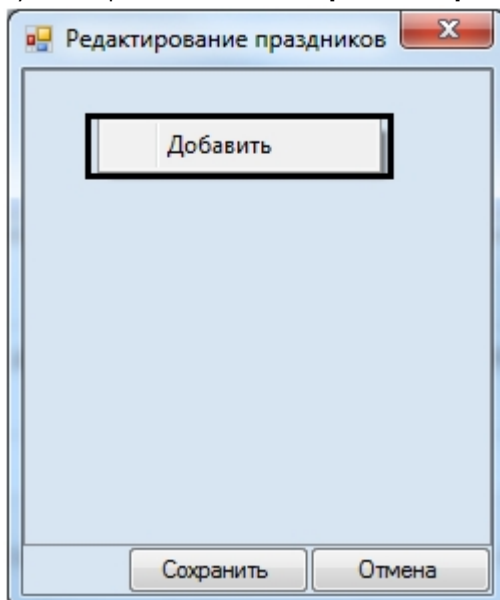 Редактирование праздников
Добавить
Сохранить
Отмена